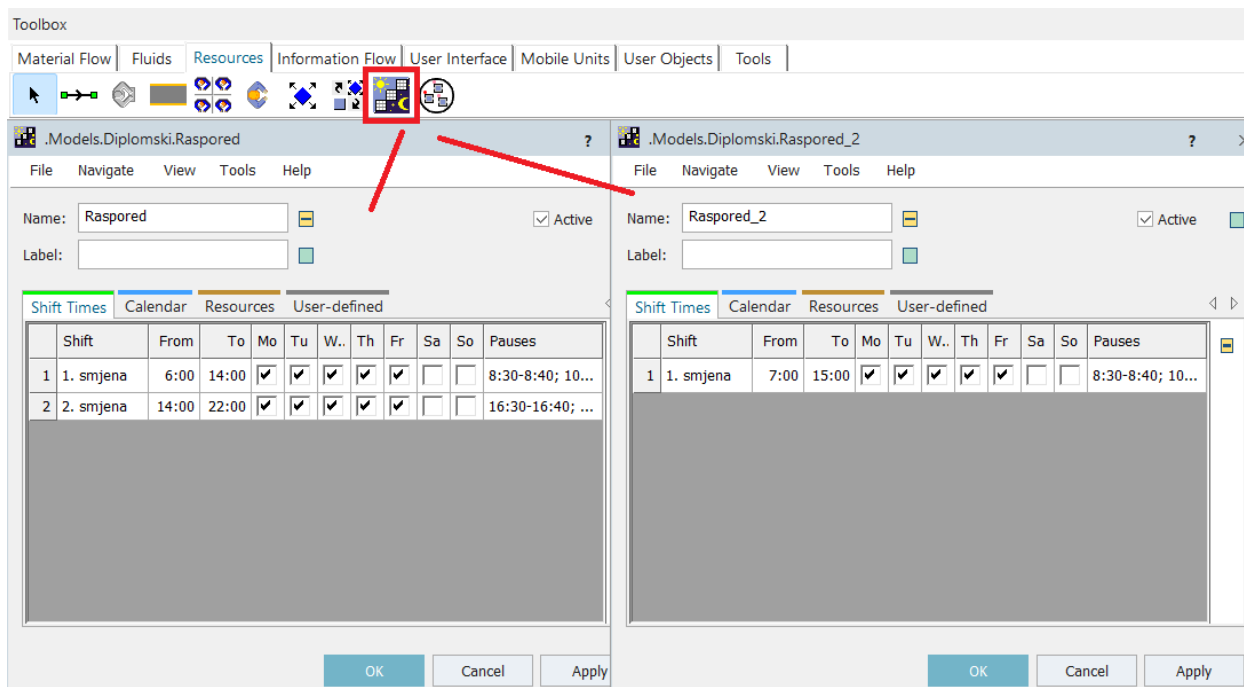 Toolbox
Material Flow Fluids Resources Information Flow User Interface Mobile Units User Objects Tools
.Models.Diplomski.Raspored ?
File Navigate View Tools Help
Name: Raspored Active
Label:
Shift Times Calendar Resources User-defined
Shift From To Mo Tu W.. Th Fr Sa So Pauses
1 1. smjena 6:00 14:00 8:30-8:40; 10...
2 2. smjena 14:00 22:00 16:30-16:40; ...
OK Cancel Apply
.Models.Diplomski.Raspored_2 ?
File Navigate View Tools Help
Name: Raspored_2 Active
Label:
Shift Times Calendar Resources User-defined
Shift From To Mo Tu W.. Th Fr Sa So Pauses
1 1. smjena 7:00 15:00 8:30-8:40; 10...
OK Cancel Apply